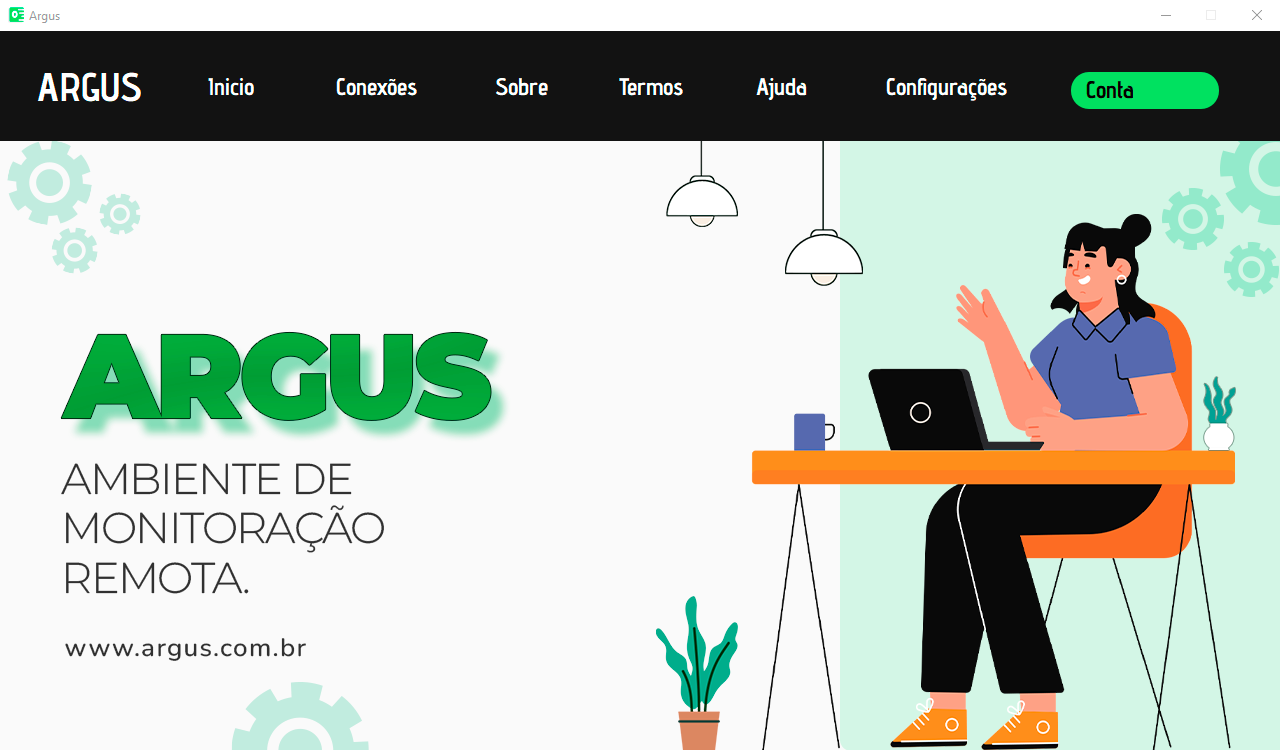 Argus
ARGUS Inicio Conexões Sobre Termos Ajuda Configurações Conta
ARGUS
AMBIENTE DE
MONITORAÇÃO
REMOTA.
www.argus.com.br